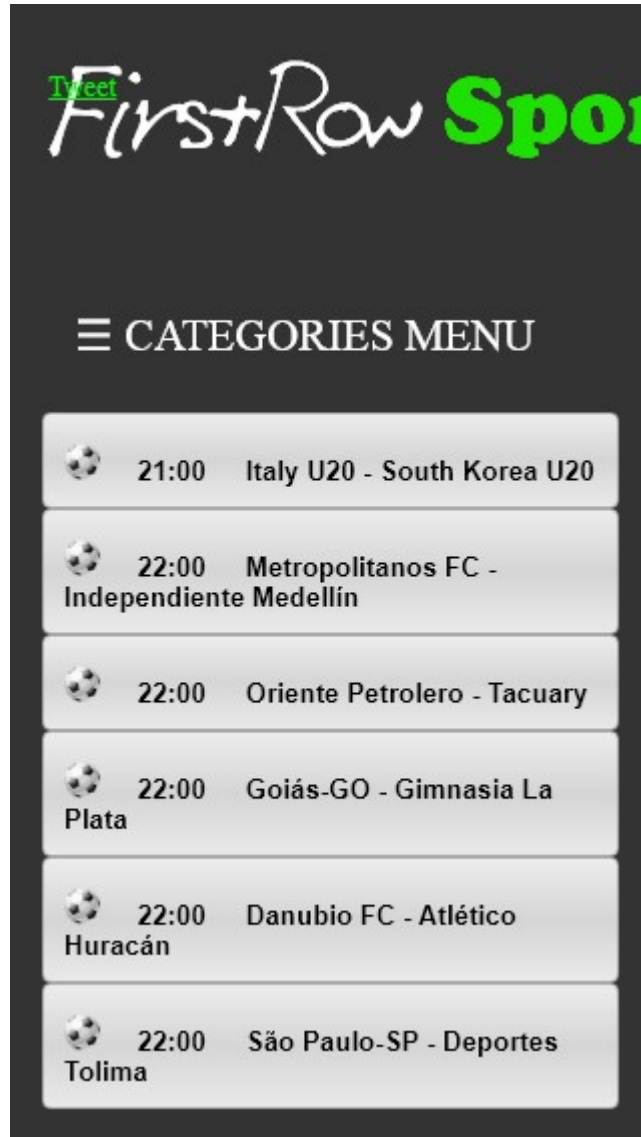 Tweet
FirstRow Spor
☰ CATEGORIES MENU
21:00 Italy U20 - South Korea U20
22:00 Metropolitanos FC -
Independiente Medellín
22:00 Oriente Petrolero - Tacuary
22:00 Goiás-GO - Gimnasia La
Plata
22:00 Danubio FC - Atlético
Huracán
22:00 São Paulo-SP - Deportes
Tolima